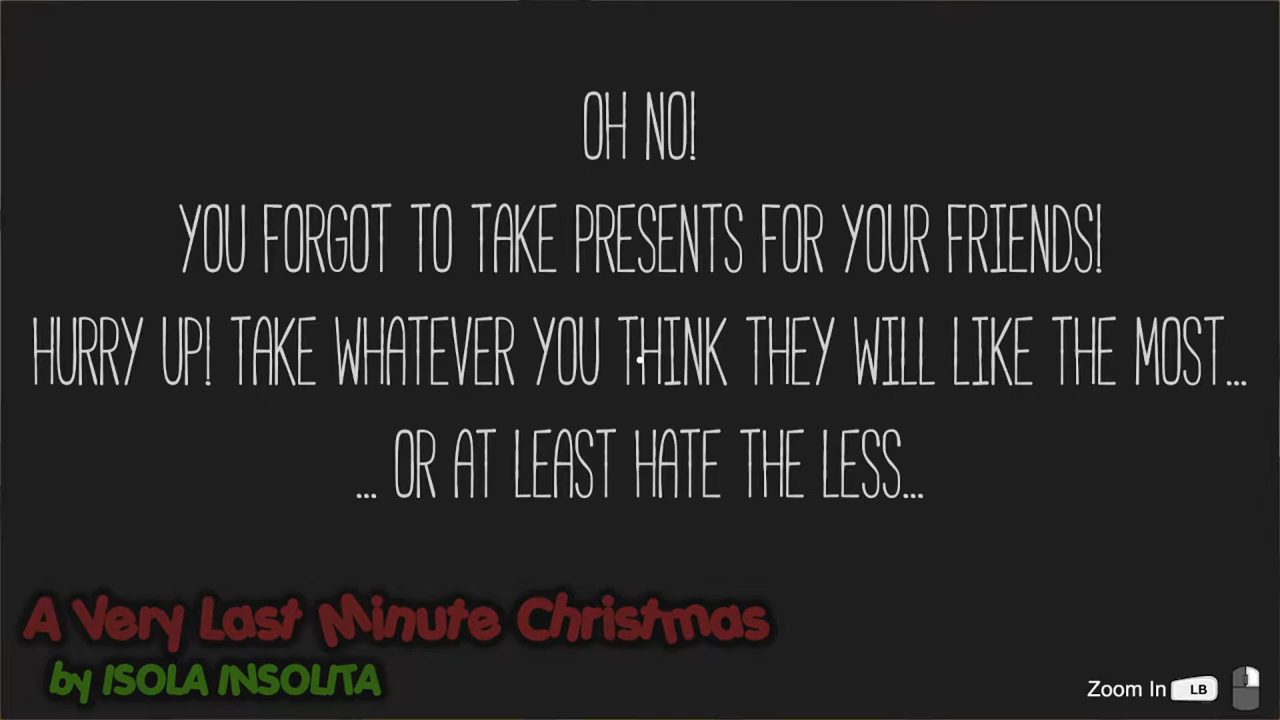 OH NO!
YOU FORGOT TO TAKE PRESENTS FOR YOUR FRIENDS!
HURRY UP! TAKE WHATEVER YOU THINK THEY WILL LIKE THE MOST...
... OR AT LEAST HATE THE LESS...
A Very Last Minute Christmas
by ISOLA INSOLITA
Zoom In LB